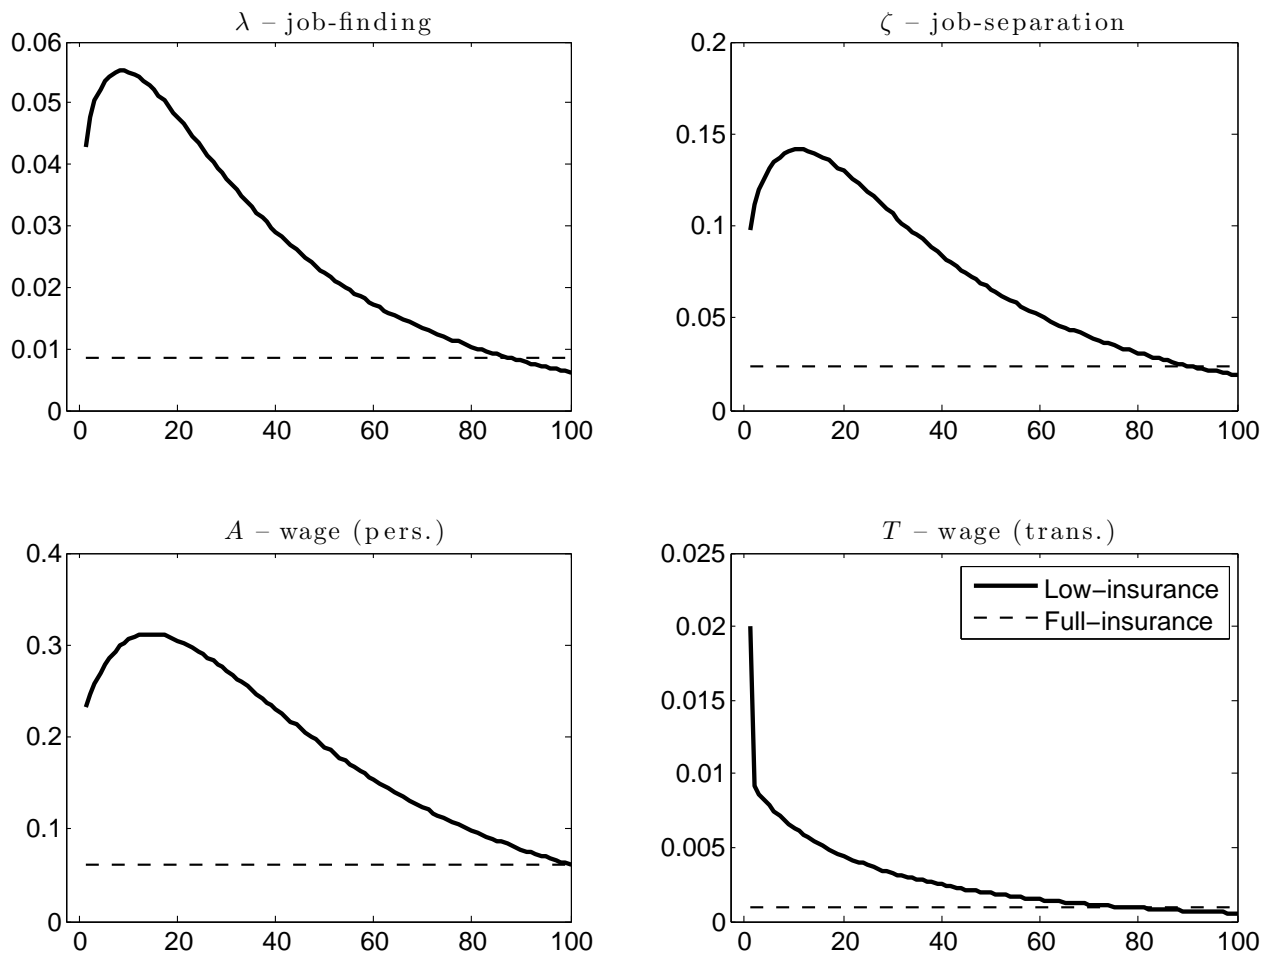 λ – job-finding
0.06
0.05
0.04
0.03
0.02
0.01
0
0 20 40 60 80 100
ζ – job-separation
0.2
0.15
0.1
0.05
0
0 20 40 60 80 100
A – wage (pers.)
0.4
0.3
0.2
0.1
0
0 20 40 60 80 100
T – wage (trans.)
0.025
0.02
0.015
0.01
0.005
0
0 20 40 60 80 100
Low–insurance
Full–insurance